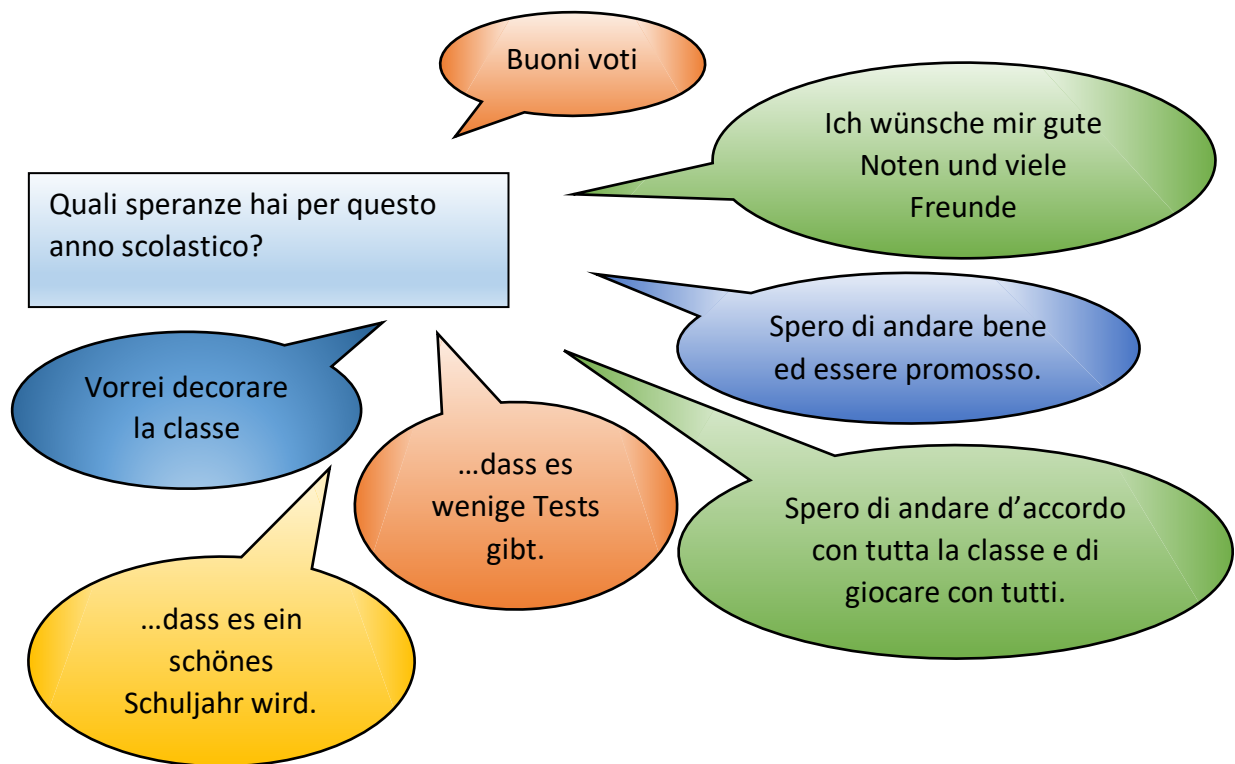 Buoni voti
Ich wünsche mir gute
Noten und viele
Freunde
Quali speranze hai per questo
anno scolastico?
Spero di andare bene
ed essere promosso.
Vorrei decorare
la classe
...dass es
wenige Tests
gibt.
Spero di andare d’accordo
con tutta la classe e di
giocare con tutti.
...dass es ein
schönes
Schuljahr wird.